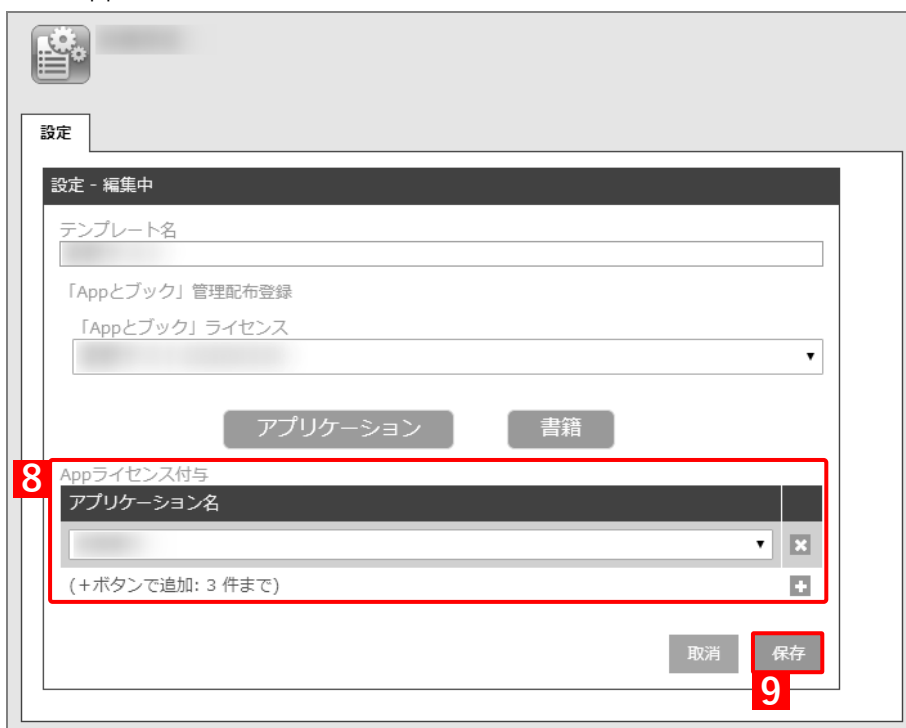 設定
設定 - 編集中
テンプレート名
「Appとブック」管理配布登録
「Appとブック」ライセンス
アプリケーション 書籍
8
Appライセンス付与
アプリケーション名
(+ボタンで追加: 3 件まで)
取消 保存
9